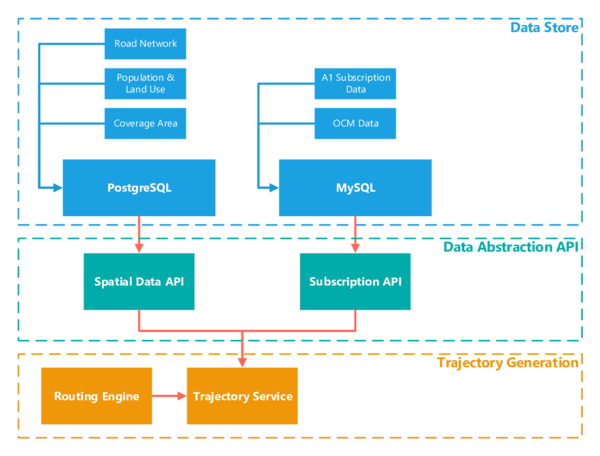 Data Store
Road Network
Population &
Land Use
Coverage Area
A1 Subscription
Data
OCM Data
PostgreSQL
MySQL
Data Abstraction API
Spatial Data API
Subscription API
Trajectory Generation
Routing Engine
Trajectory Service